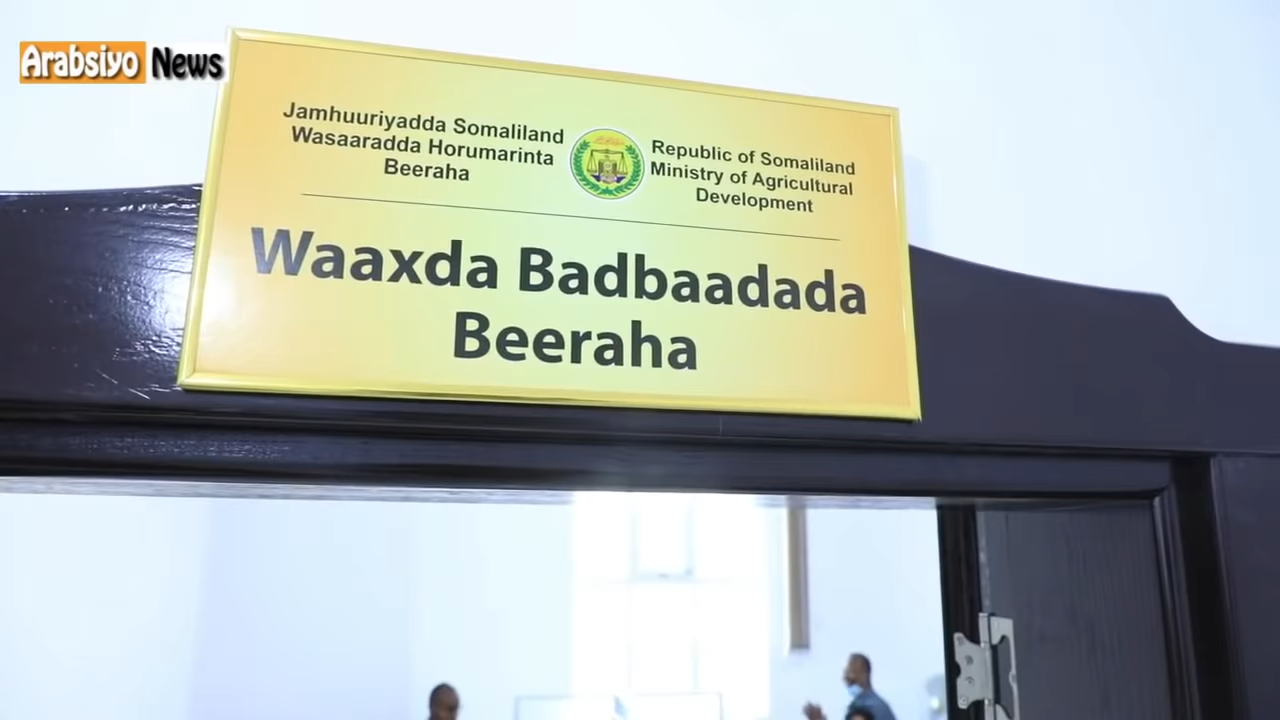 Arabsiyo News
Jamhuuriyadda Somaliland
Wasaaradda Horumarinta
Beeraha
Republic of Somaliland
Ministry of Agricultural
Development
Waaxda Badbaadada
Beeraha